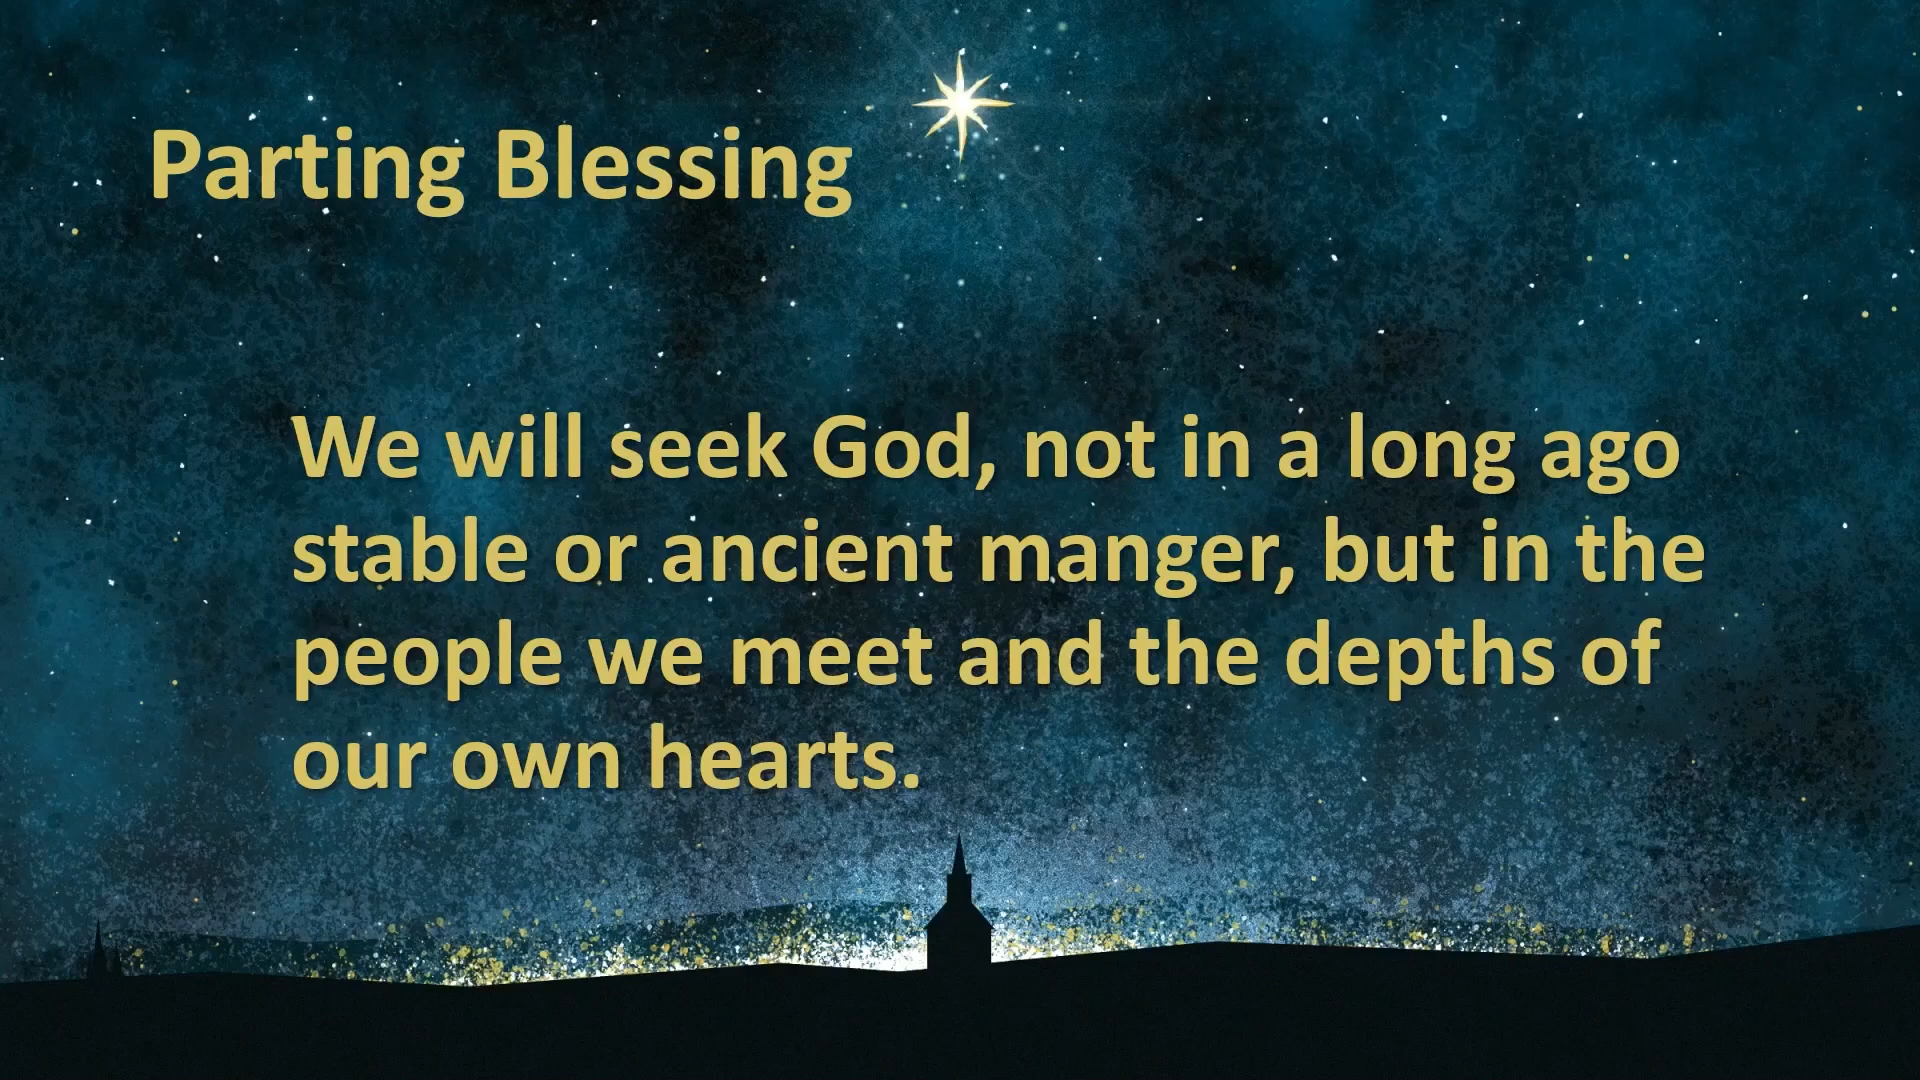 Parting Blessing
We will seek God, not in a long ago
stable or ancient manger, but in the
people we meet and the depths of
our own hearts.